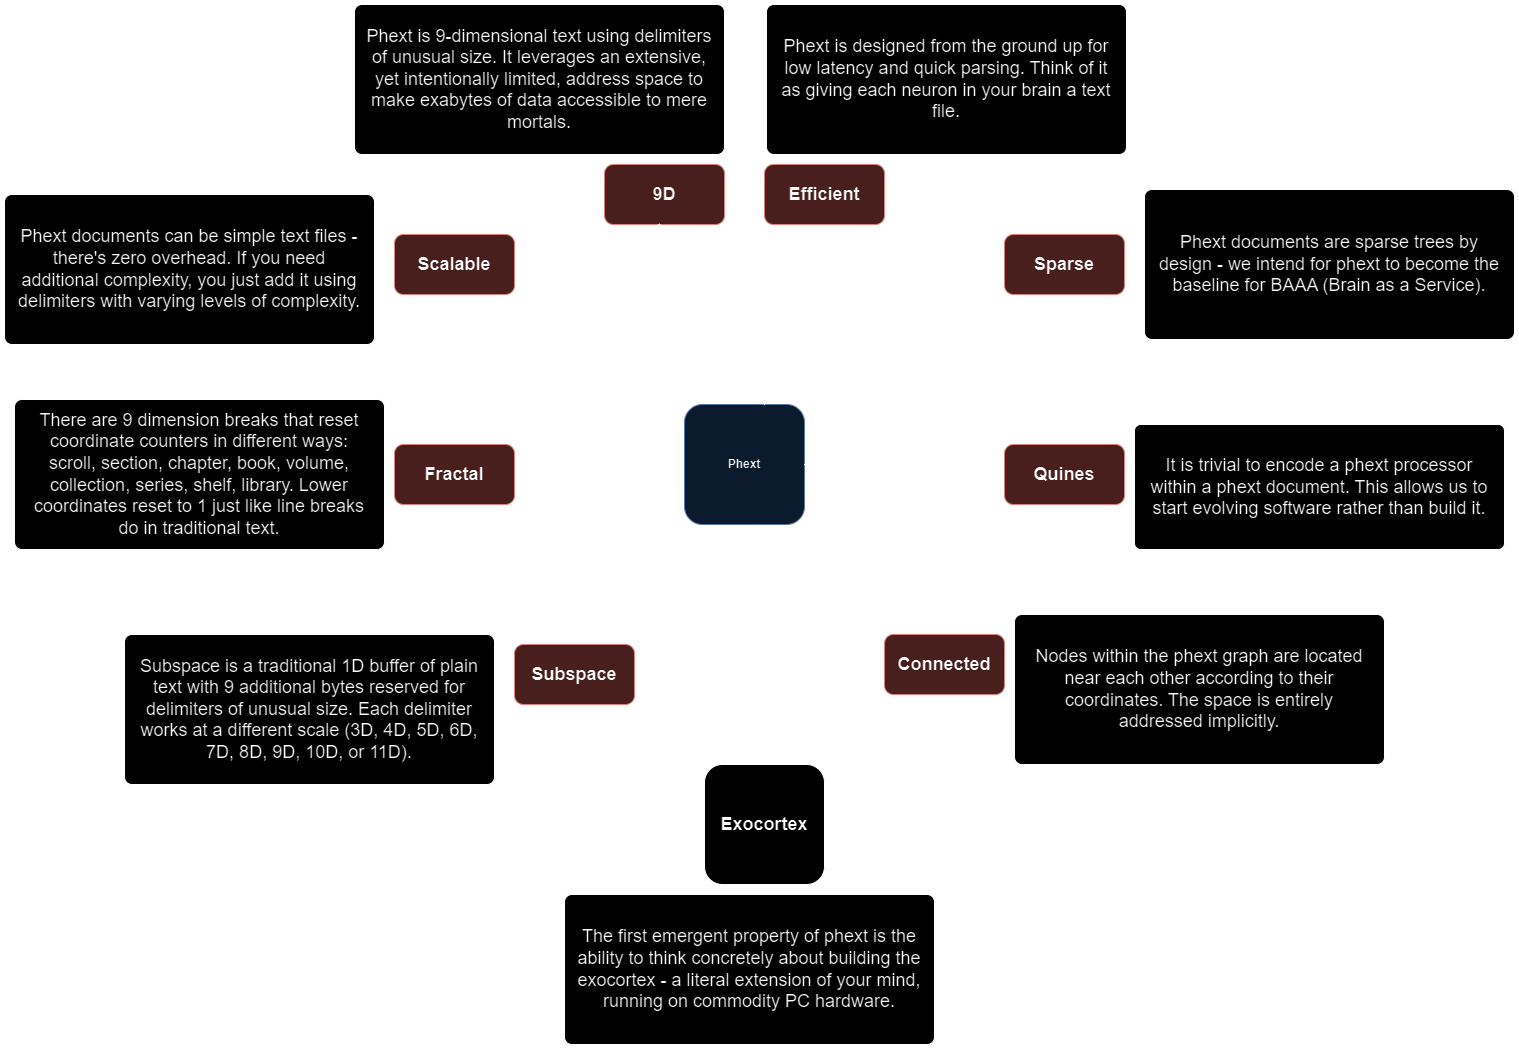 Phext is 9-dimensional text using delimiters
of unusual size. It leverages an extensive,
yet intentionally limited, address space to
make exabytes of data accessible to mere
mortals.
Phext is designed from the ground up for
low latency and quick parsing. Think of it
as giving each neuron in your brain a text
file.
9D
Efficient
Phext documents can be simple text files -
there's zero overhead. If you need
additional complexity, you just add it using
delimiters with varying levels of complexity.
Scalable
Sparse
Phext documents are sparse trees by
design - we intend for phext to become the
baseline for BAAA (Brain as a Service).
There are 9 dimension breaks that reset
coordinate counters in different ways:
scroll, section, chapter, book, volume,
collection, series, shelf, library. Lower
coordinates reset to 1 just like line breaks
do in traditional text.
Fractal
Phext
Quines
It is trivial to encode a phext processor
within a phext document. This allows us to
start evolving software rather than build it.
Subspace is a traditional 1D buffer of plain
text with 9 additional bytes reserved for
delimiters of unusual size. Each delimiter
works at a different scale (3D, 4D, 5D, 6D,
7D, 8D, 9D, 10D, or 11D).
Subspace
Connected
Nodes within the phext graph are located
near each other according to their
coordinates. The space is entirely
addressed implicitly.
Exocortex
The first emergent property of phext is the
ability to think concretely about building the
exocortex - a literal extension of your mind,
running on commodity PC hardware.